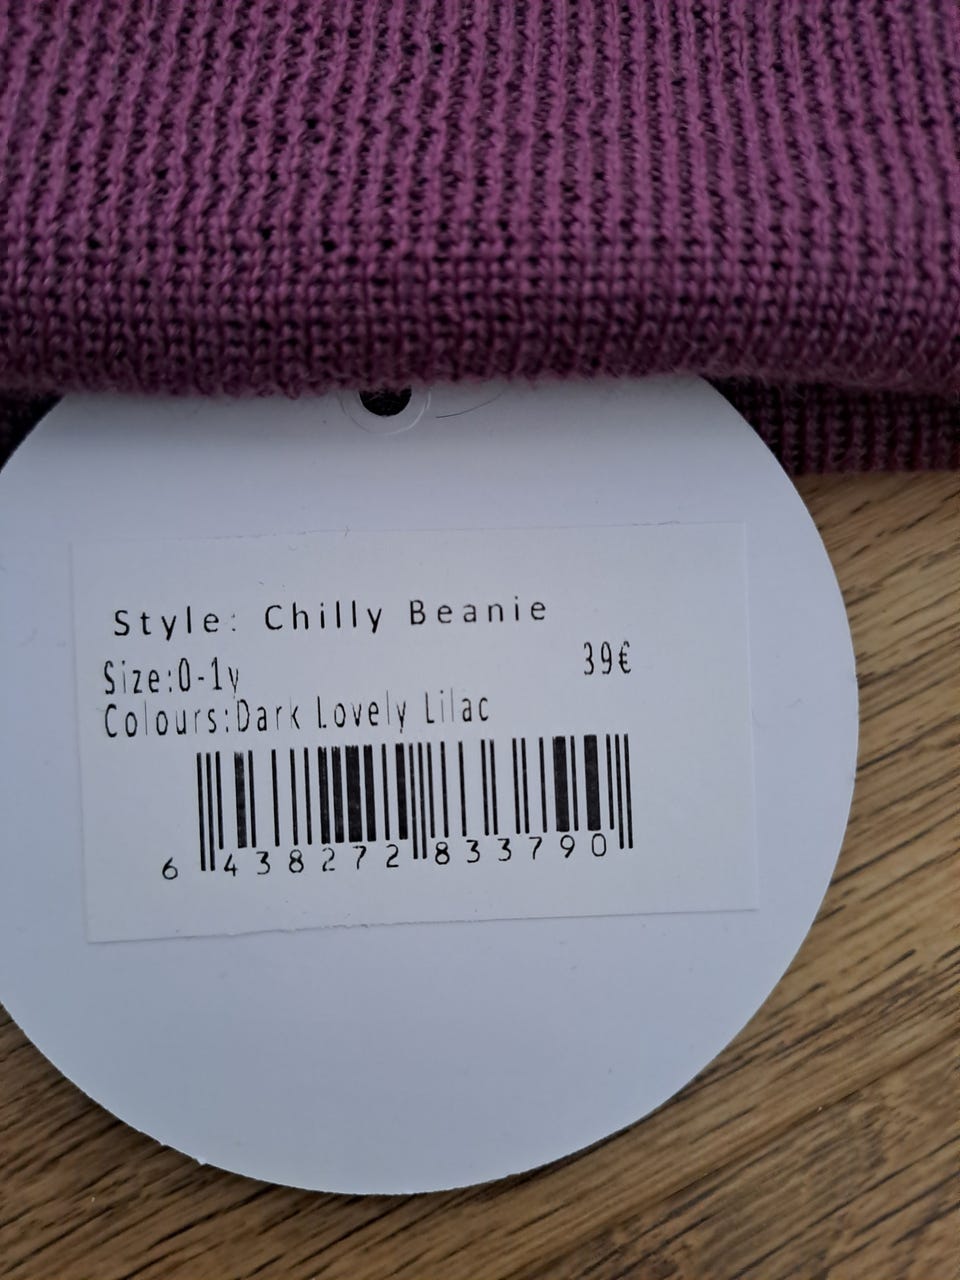 Style: Chilly Beanie
Size:0-1y 39€
Colours:Dark Lovely Lilac
6 438272 833790